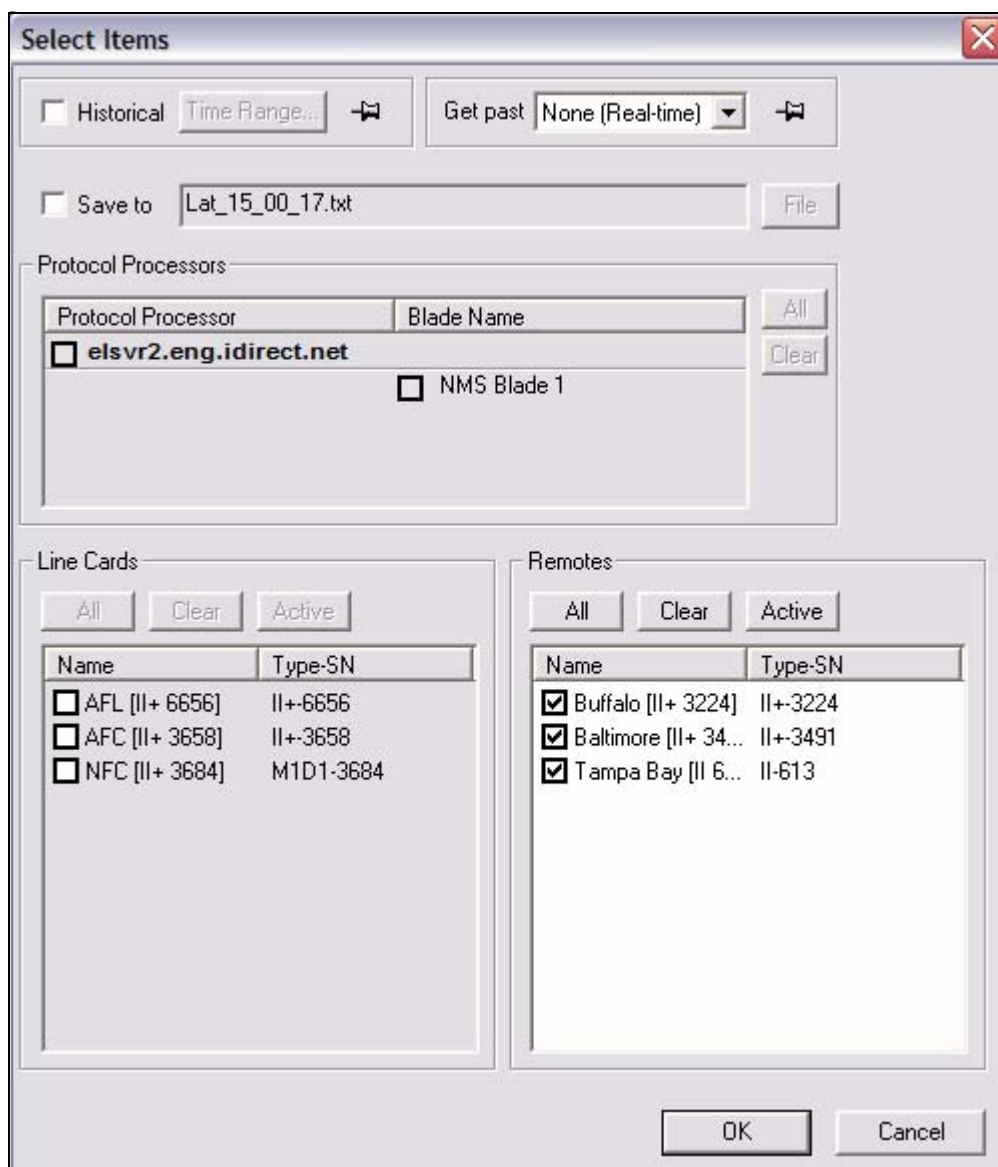 Select Items
Historical Time Range... Get past None (Real-time)
Save to Lat_15_00_17.txt File
Protocol Processors
Protocol Processor Blade Name All
elsvr2.eng.idirect.net Clear
NMS Blade 1
Line Cards
All Clear Active
Name Type-SN
AFL [II+ 6656] II+-6656
AFC [II+ 3658] II+-3658
NFC [II+ 3684] M1D1-3684
Remotes
All Clear Active
Name Type-SN
Buffalo [II+ 3224] II+-3224
Baltimore [II+ 34... II+-3491
Tampa Bay [II 6... II-613
OK Cancel